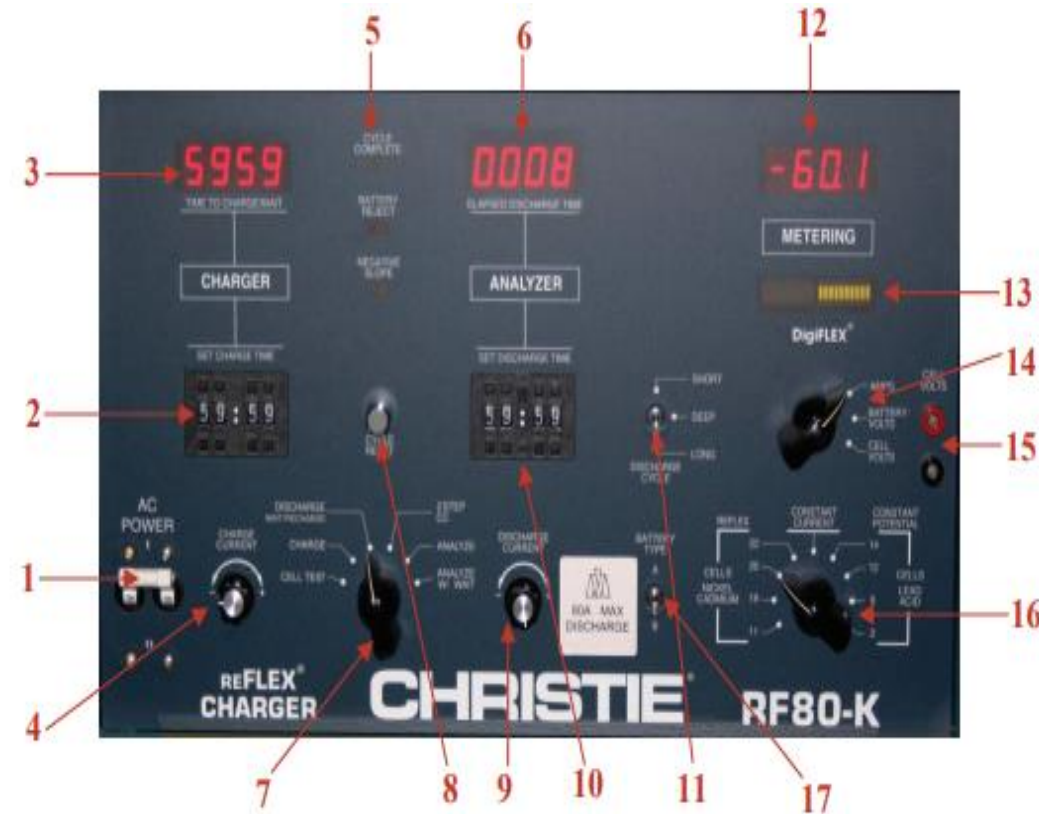 5
6
12
3
5959
CYCLE
COMPLETE
0008
-60.1
TIME TO CHARGE/WAIT
BATTERY
REJECT
ELAPSED DISCHARGE TIME
METERING
NEGATIVE
SLOPE
CHARGER
ANALYZER
13
DigiFLEX®
14
SET CHARGE TIME
SET DISCHARGE TIME
2
59:59
59:59
SHORT
DEEP
LONG
DISCHARGE
CYCLE
AMPS
BATTERY
VOLTS
CELL
VOLTS
CELL
VOLTS
15
AC
POWER
I
II
1
CHARGE
CURRENT
CELL TEST
CHARGE
DISCHARGE
ANALYZE
ANALYZE
W/ WAIT
DISCHARGE
CURRENT
80A MAX
DISCHARGE
BATTERY
TYPE
A
REFLEX
CONSTANT
CURRENT
CONSTANT
POTENTIAL
CELLS
NICKEL
CADMIUM
CELLS
LEAD
ACID
16
REFLEX®
CHARGER
CHRISTIE®
RF80-K
4
7
8
9
10
11
17